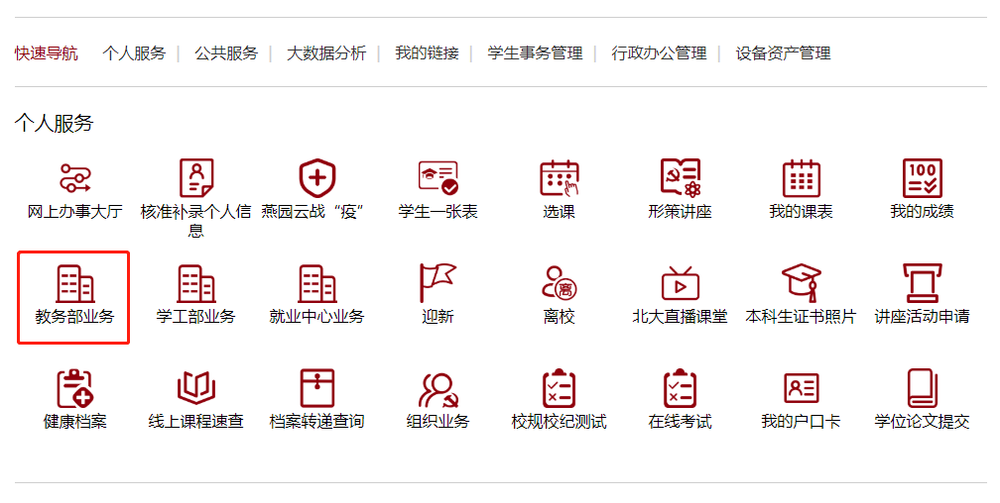 快速导航 个人服务 | 公共服务 | 大数据分析 | 我的链接 | 学生事务管理 | 行政办公管理 | 设备资产管理
个人服务
100
网上办事大厅 核准补录个人信 燕园云战“疫” 学生一张表 选课 形策讲座 我的课表 我的成绩
息
离
教务部业务 学工部业务 就业中心业务 迎新 离校 北大直播课堂 本科生证书照片 讲座活动申请
健康档案 线上课程速查 档案转递查询 组织业务 校规校纪测试 在线考试 我的户口卡 学位论文提交